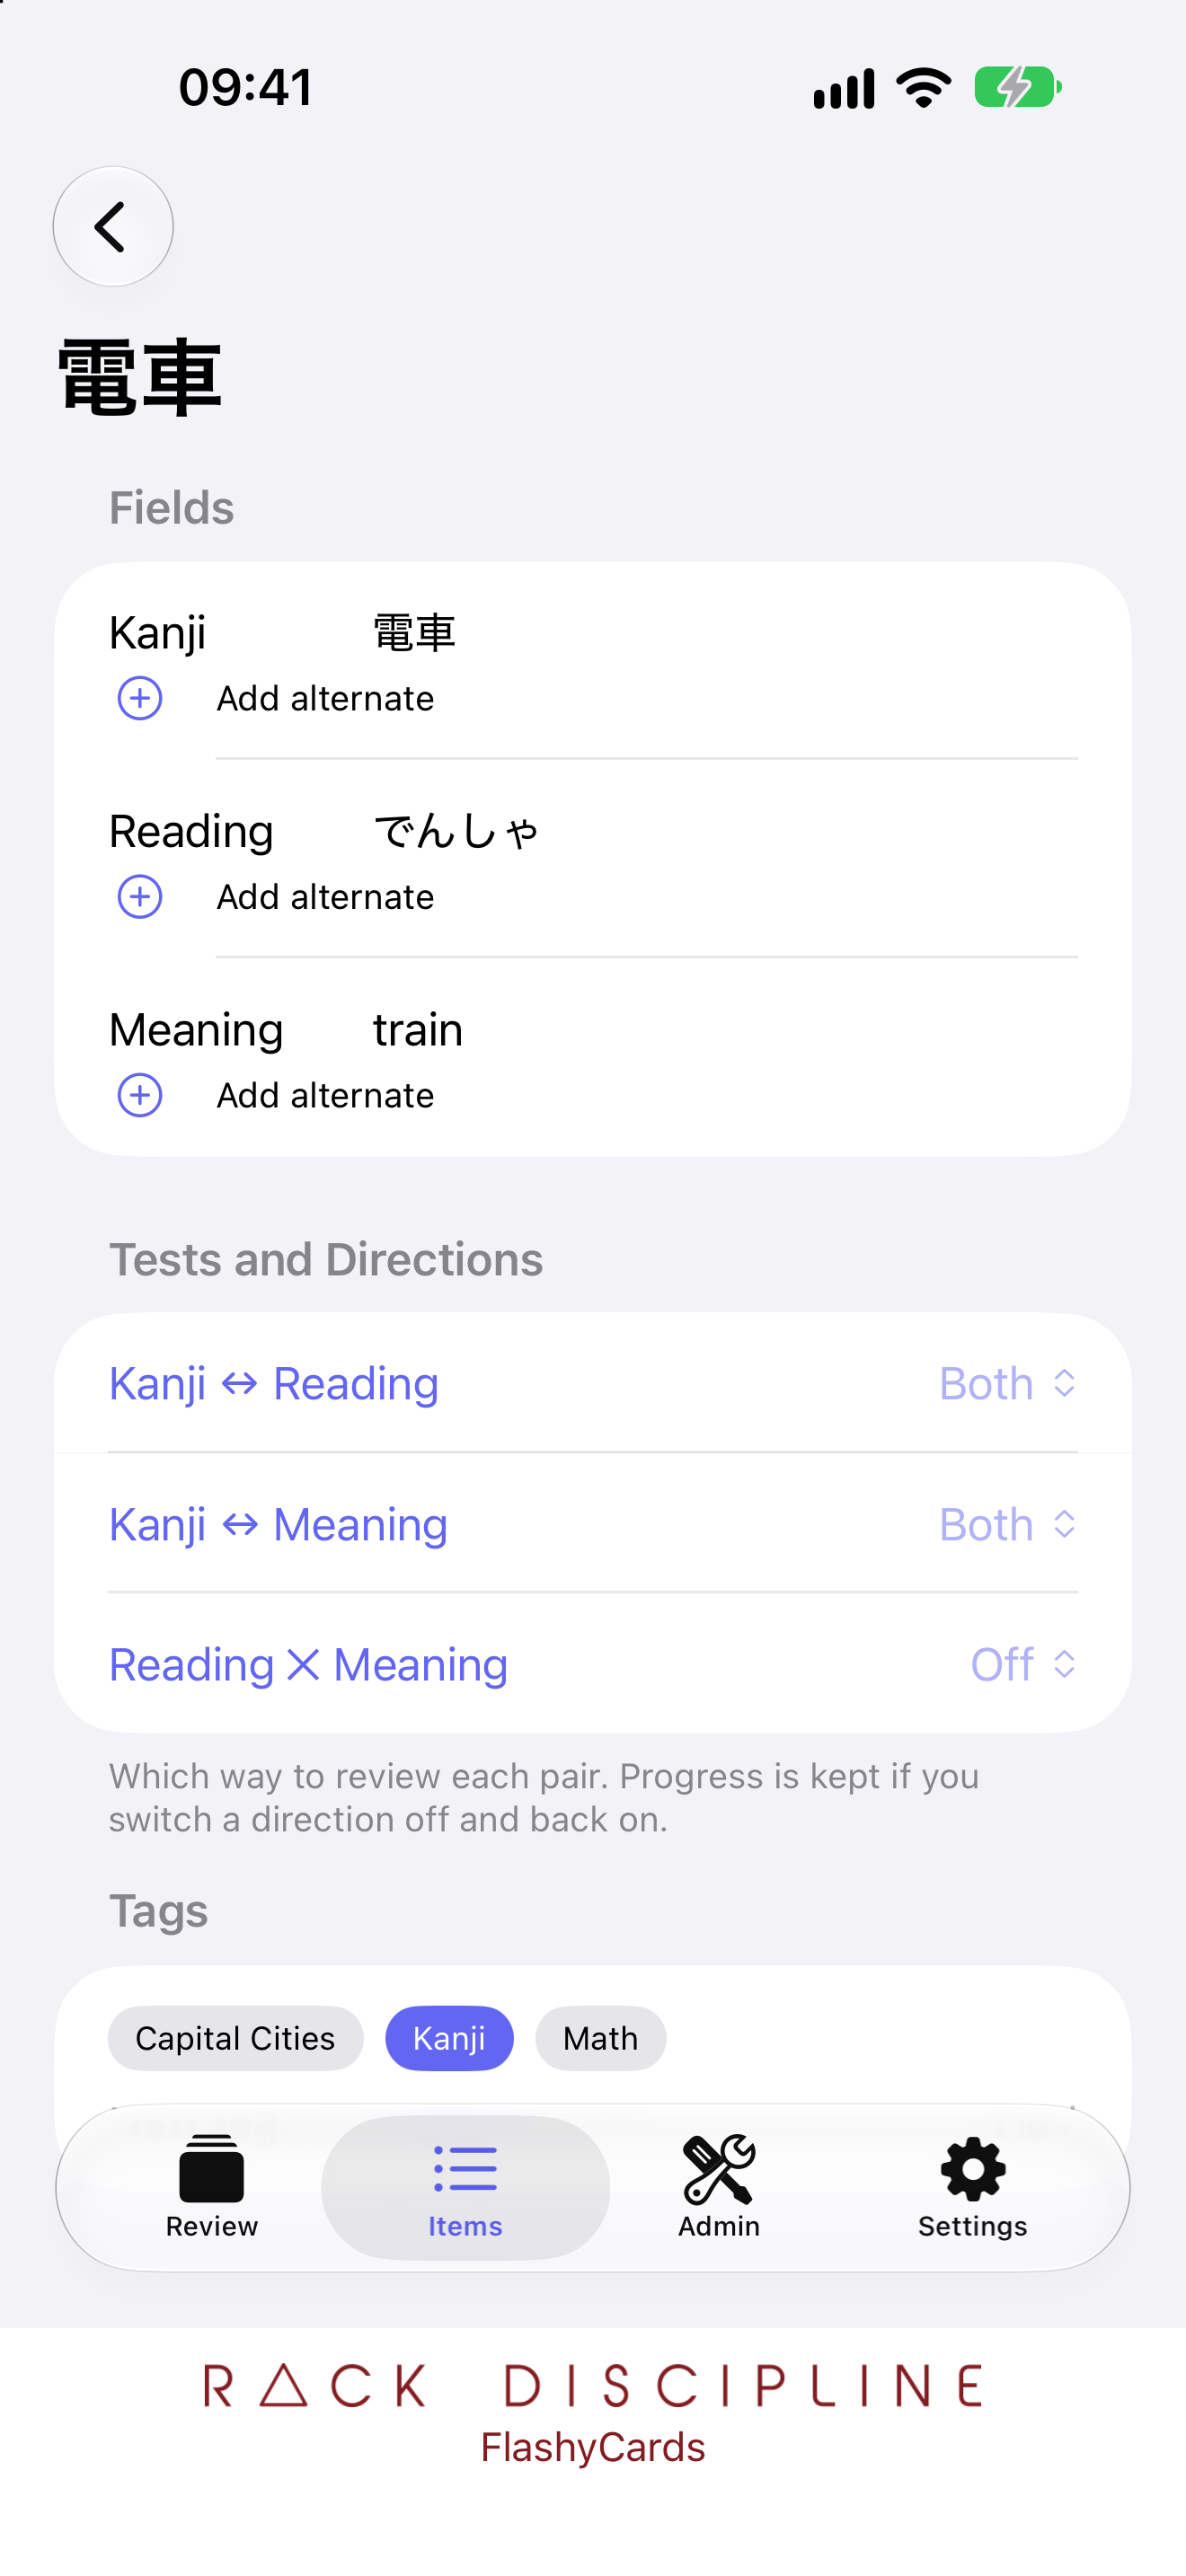 09:41
電車
Fields
Kanji 電車
Add alternate
Reading でんしゃ
Add alternate
Meaning train
Add alternate
Tests and Directions
Kanji ↔ Reading Both
Kanji ↔ Meaning Both
Reading × Meaning Off
Which way to review each pair. Progress is kept if you
switch a direction off and back on.
Tags
Capital Cities Kanji Math
Review Items Admin Settings
RACK DISCIPLINE
FlashyCards